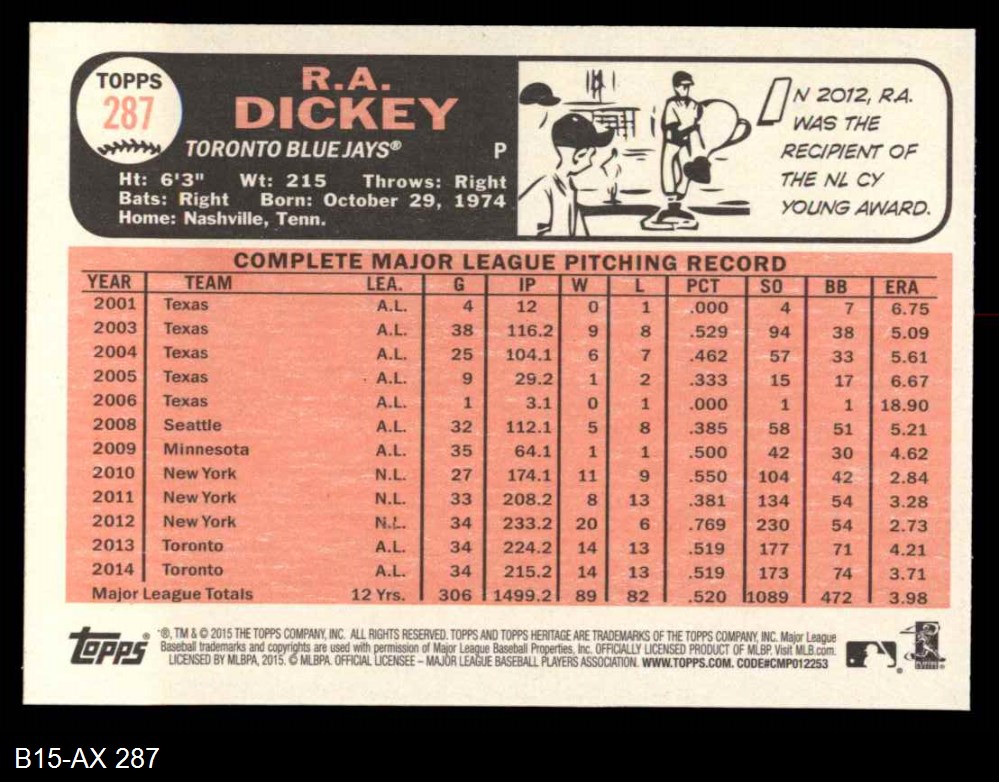 TOPPS
287
R.A.
DICKEY
TORONTO BLUE JAYS® P
Ht: 6'3" Wt: 215 Throws: Right
Bats: Right Born: October 29, 1974
Home: Nashville, Tenn.
IN 2012, R.A.
WAS THE
RECIPIENT OF
THE NL CY
YOUNG AWARD.
COMPLETE MAJOR LEAGUE PITCHING RECORD
YEAR TEAM LEA. G IP W L PCT SO BB ERA
2001 Texas A.L. 4 12 0 1 .000 4 7 6.75
2003 Texas A.L. 38 116.2 9 8 .529 94 38 5.09
2004 Texas A.L. 25 104.1 6 7 .462 57 33 5.61
2005 Texas A.L. 9 29.2 1 2 .333 15 17 6.67
2006 Texas A.L. 1 3.1 0 1 .000 1 1 18.90
2008 Seattle A.L. 32 112.1 5 8 .385 58 51 5.21
2009 Minnesota A.L. 35 64.1 1 1 .500 42 30 4.62
2010 New York N.L. 27 174.1 11 9 .550 104 42 2.84
2011 New York N.L. 33 208.2 8 13 .381 134 54 3.28
2012 New York N.L. 34 233.2 20 6 .769 230 54 2.73
2013 Toronto A.L. 34 224.2 14 13 .519 177 71 4.21
2014 Toronto A.L. 34 215.2 14 13 .519 173 74 3.71
Major League Totals 12 Yrs. 306 1499.2 89 82 .520 1089 472 3.98
topps®
®, TM & © 2015 THE TOPPS COMPANY, INC. ALL RIGHTS RESERVED. TOPPS AND TOPPS HERITAGE ARE TRADEMARKS OF THE TOPPS COMPANY, INC. Major League
Baseball trademarks and copyrights are used with permission of Major League Baseball Properties, Inc. OFFICIALLY LICENSED PRODUCT OF MLBP. Visit MLB.com.
LICENSED BY MLBPA, 2015. © MLBPA. OFFICIAL LICENSEE – MAJOR LEAGUE BASEBALL PLAYERS ASSOCIATION. WWW.TOPPS.COM. CODE#CMP012253
B15-AX 287